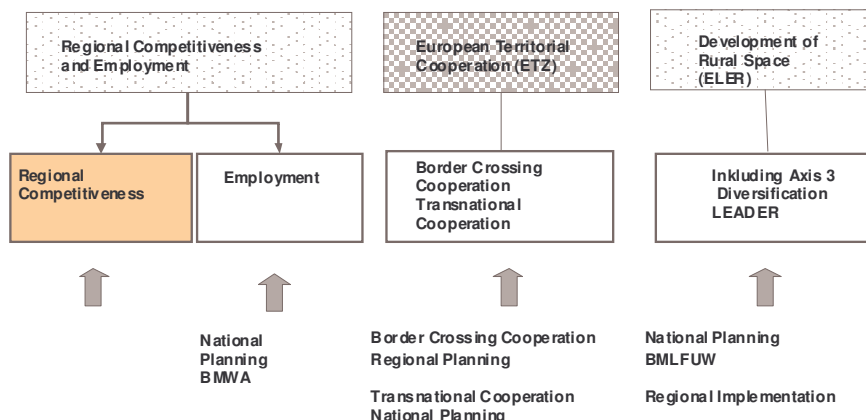 Regional Competitiveness
and Employment
European Territorial
Cooperation (ETZ)
Development of
Rural Space
(ELER)
Regional
Competitiveness
Employment
Border Crossing
Cooperation
Transnational
Cooperation
Inkluding Axis 3
Diversification
LEADER
National
Planning
BMWA
Border Crossing Cooperation
Regional Planning
Transnational Cooperation
National Planning
National Planning
BMLFUW
Regional Implementation